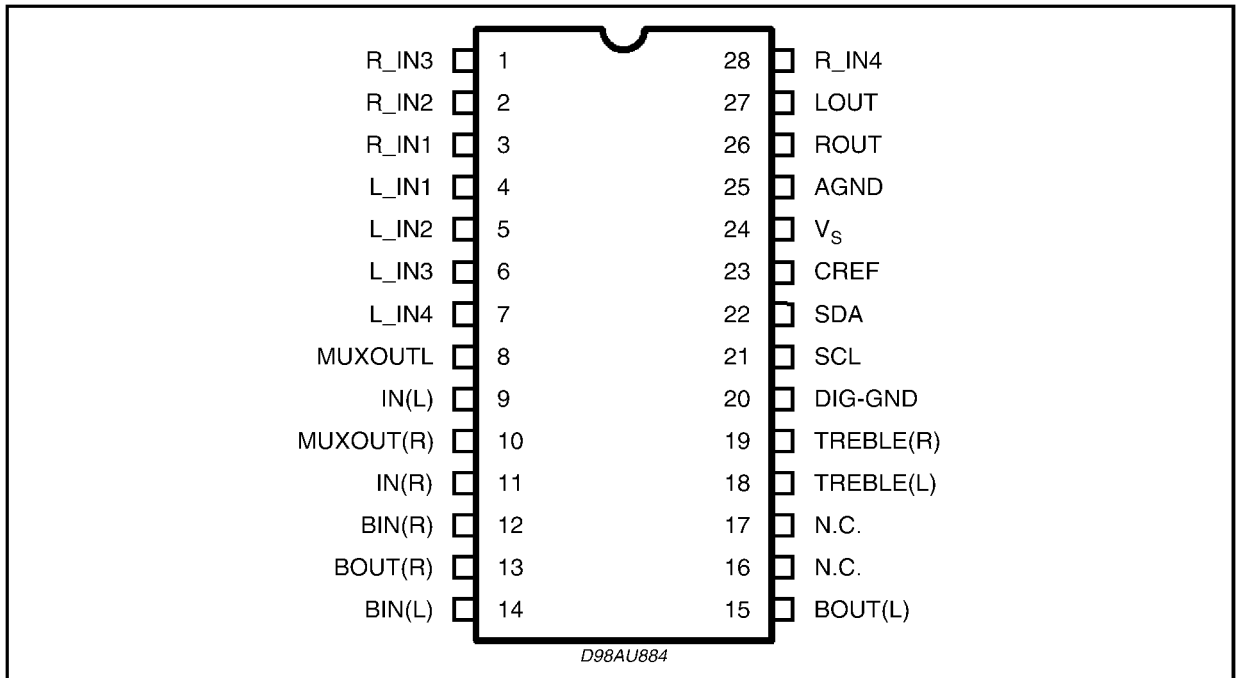 R_IN3 1 28 R_IN4
R_IN2 2 27 LOUT
R_IN1 3 26 ROUT
L_IN1 4 25 AGND
L_IN2 5 24 VS
L_IN3 6 23 CREF
L_IN4 7 22 SDA
MUXOUTL 8 21 SCL
IN(L) 9 20 DIG-GND
MUXOUT(R) 10 19 TREBLE(R)
IN(R) 11 18 TREBLE(L)
BIN(R) 12 17 N.C.
BOUT(R) 13 16 N.C.
BIN(L) 14 15 BOUT(L)
D98AU884